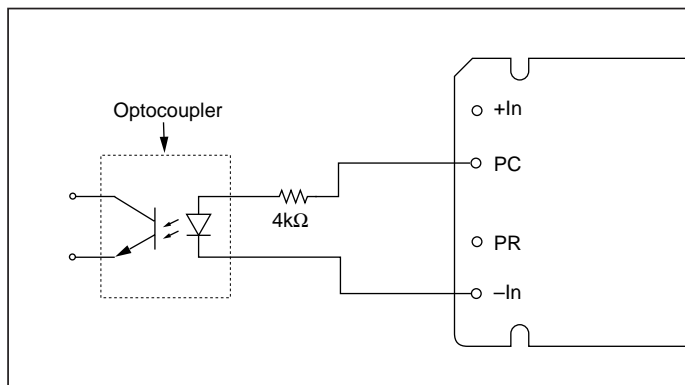 Optocoupler
4kΩ
+In
PC
PR
–In